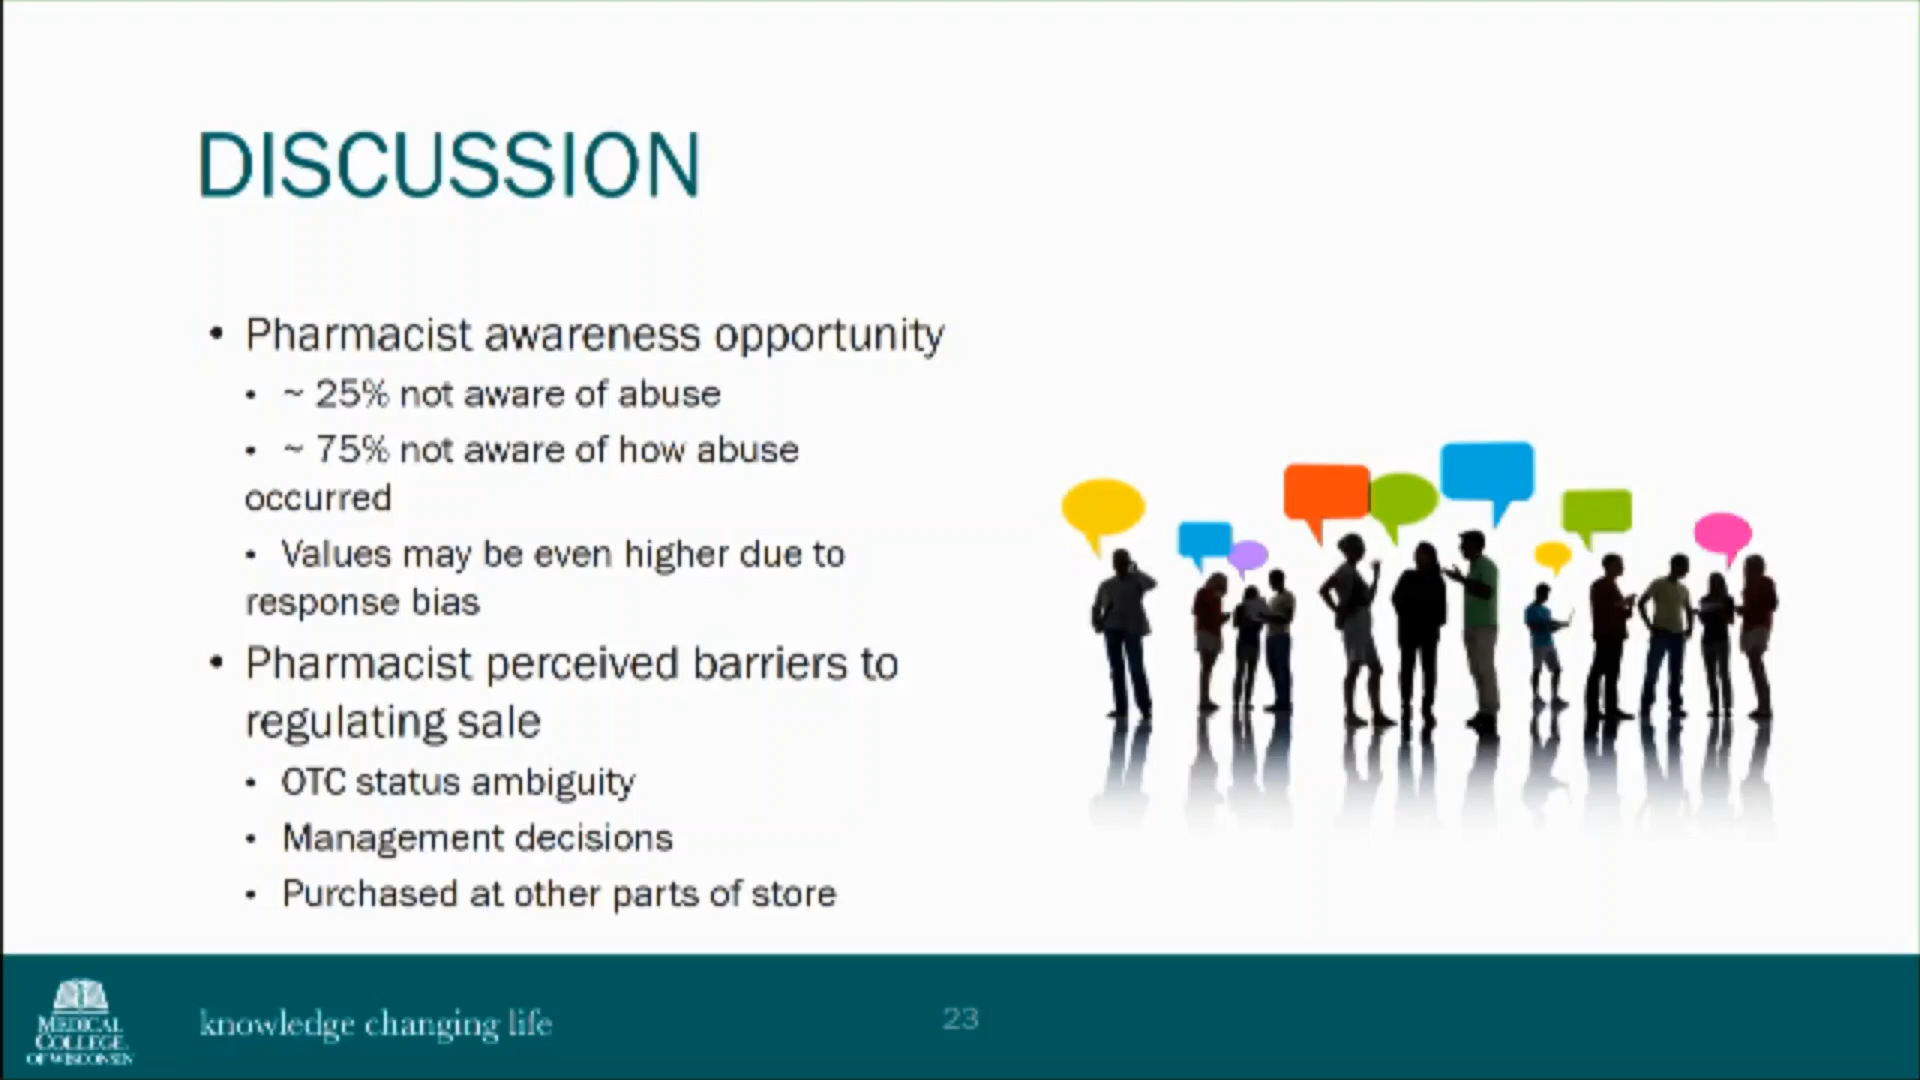 DISCUSSION
• Pharmacist awareness opportunity
• ~ 25% not aware of abuse
• ~ 75% not aware of how abuse
occurred
• Values may be even higher due to
response bias
• Pharmacist perceived barriers to
regulating sale
• OTC status ambiguity
• Management decisions
• Purchased at other parts of store
MEDICAL
COLLEGE
OF WISCONSIN
knowledge changing life
23